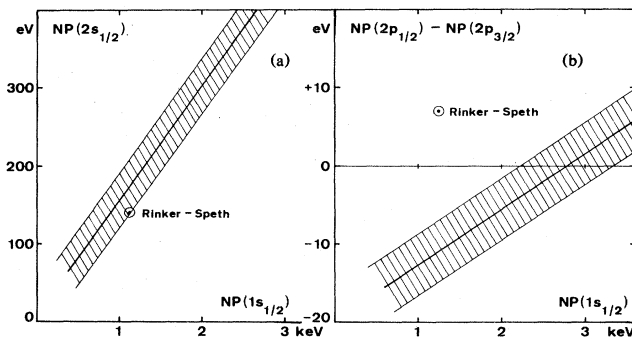 eV NP(2s1/2)
(a)
300
200
100
0
Rinker – Speth
NP(1s1/2)
1 2 3 keV
eV NP(2p1/2) – NP(2p3/2)
(b)
+10
0
-10
-20
Rinker – Speth
NP(1s1/2)
1 2 3 keV